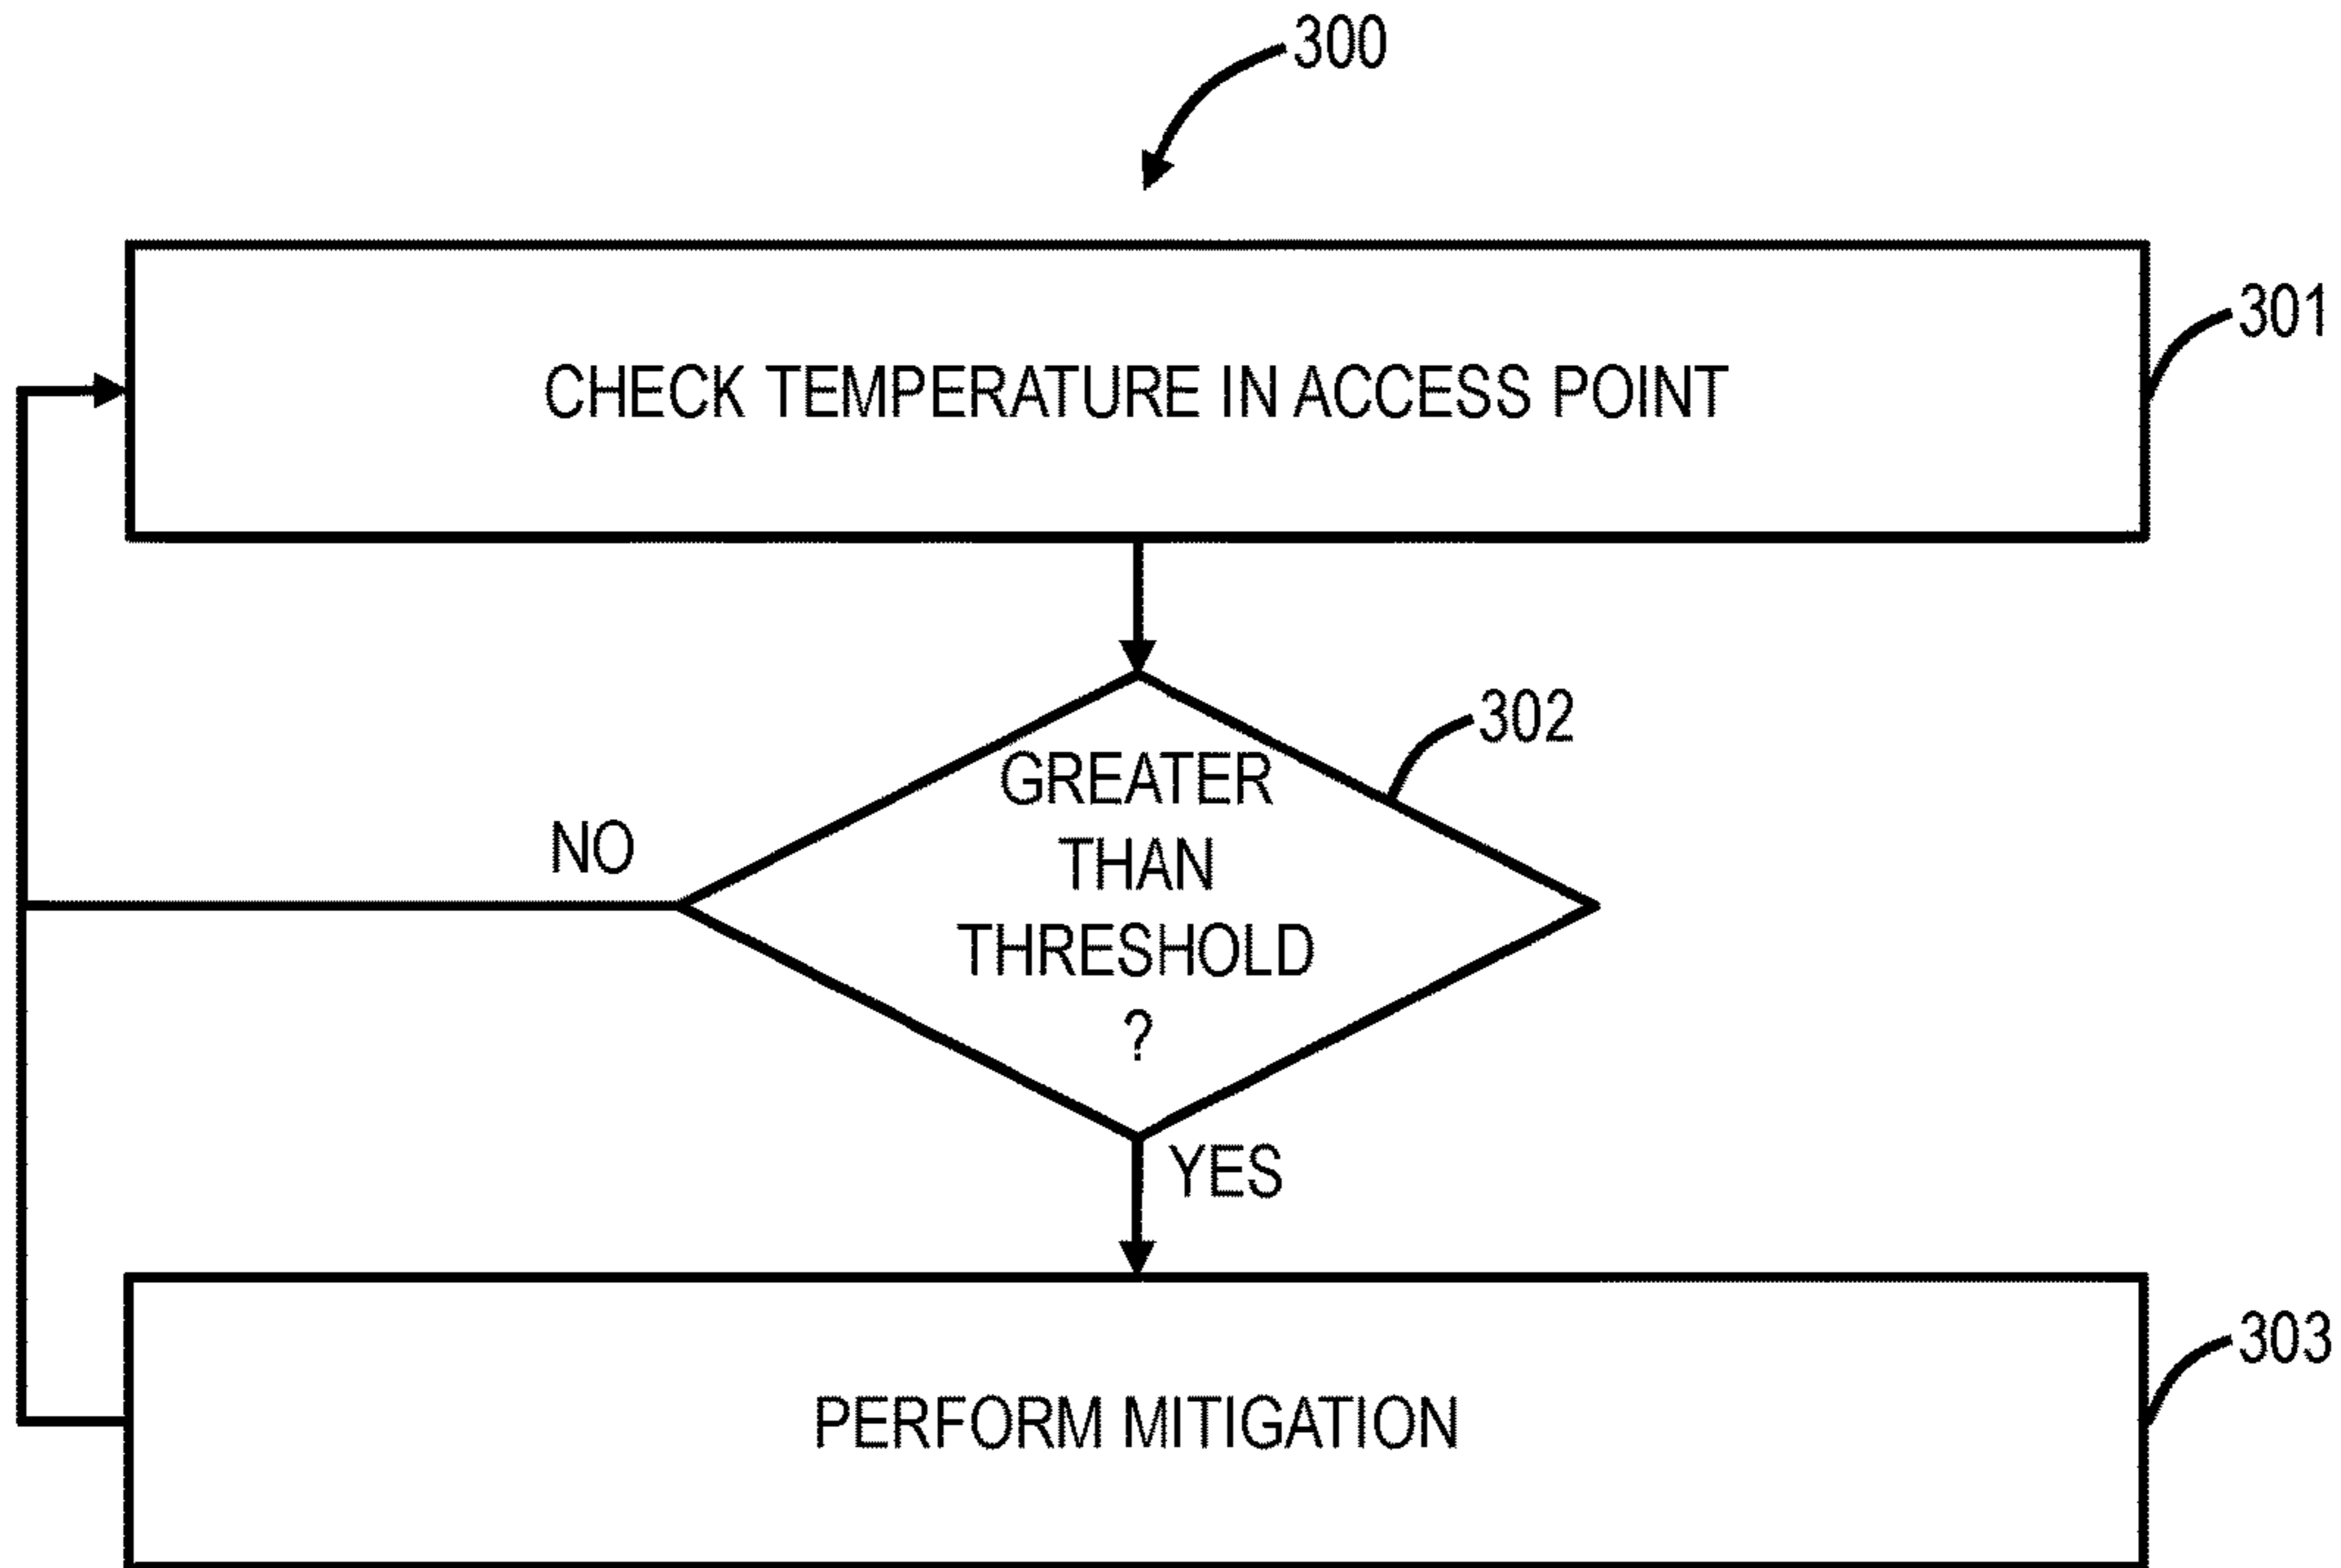 300
301
CHECK TEMPERATURE IN ACCESS POINT
302
GREATER
THAN
THRESHOLD
?
NO
YES
303
PERFORM MITIGATION